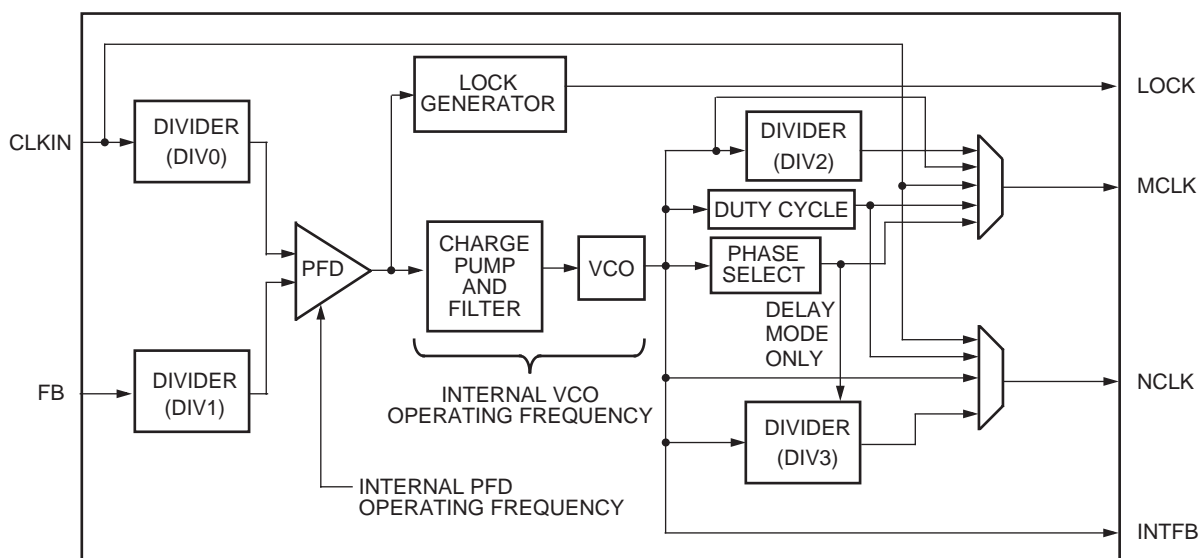 LOCK
GENERATOR
LOCK
CLKIN
DIVIDER
(DIV0)
DIVIDER
(DIV2)
MCLK
DUTY CYCLE
PFD
CHARGE
PUMP
AND
FILTER
VCO
PHASE
SELECT
DELAY
MODE
ONLY
FB
DIVIDER
(DIV1)
INTERNAL VCO
OPERATING FREQUENCY
NCLK
DIVIDER
(DIV3)
INTERNAL PFD
OPERATING FREQUENCY
INTFB